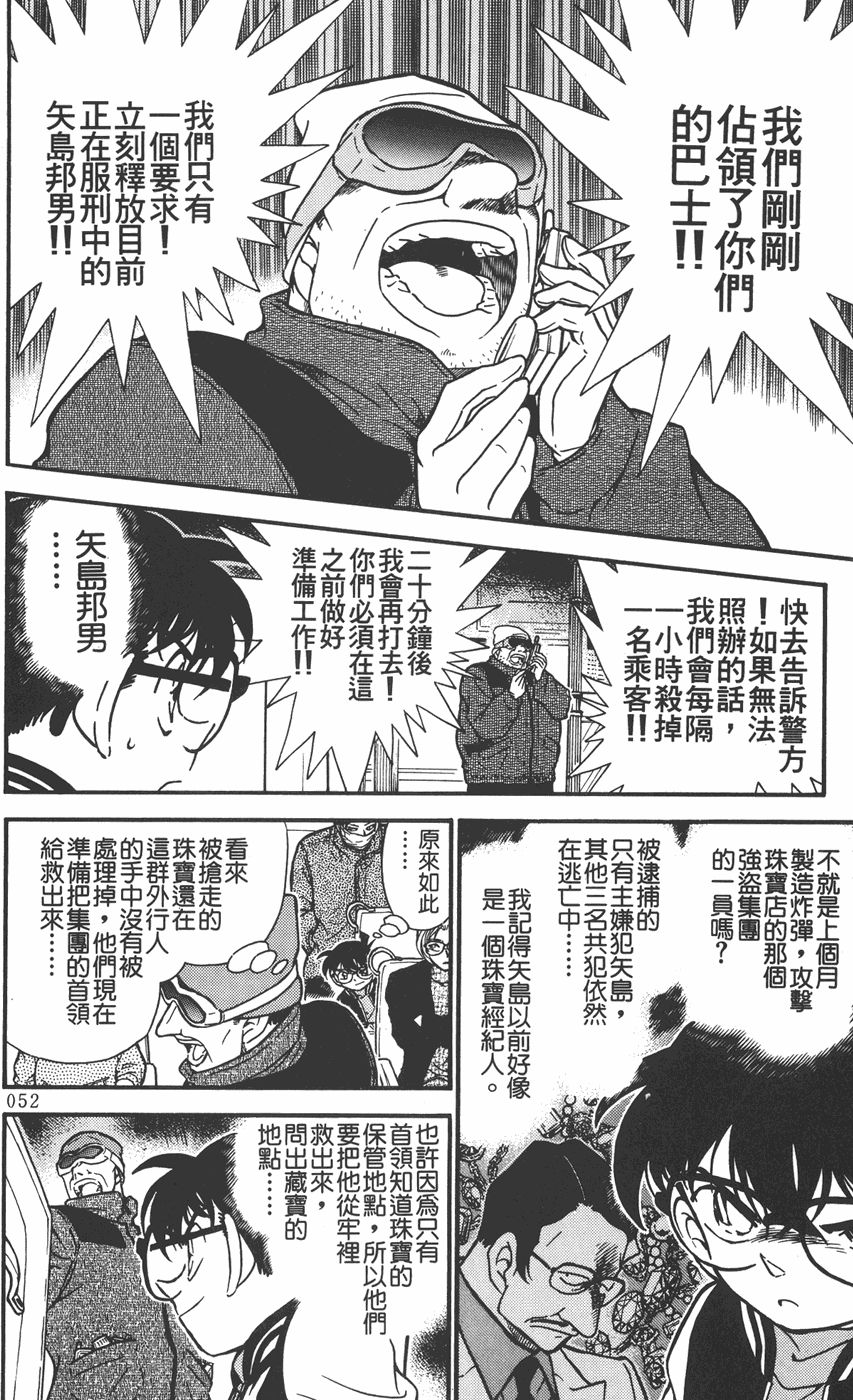 我們剛剛
佔領了你們
的巴士!!
我們只有
一個要求！
立刻釋放目前
正在服刑中的
矢島邦男!!
快去告訴警方
！如果無法
照辦的話，
我們會每隔
一小時殺掉
一名乘客!!
二十分鐘後
我會再打去！
你們必須在這
之前做好
準備工作!!
矢島邦男
……
不就是上個月
製造炸彈，攻擊
珠寶店的那個
強盜集團
的一員嗎？
被逮捕的
只有主嫌犯矢島，
其他三名共犯依然
在逃亡中……
我記得矢島以前好像
是一個珠寶經紀人。
原來如此
……
看來
被搶走的
珠寶還在
這群外行人
的手中沒有被
處理掉，他們現在
準備把集團的首領
給救出來……
052
也許因為只有
首領知道珠寶的
保管地點，所以他們
要把他從牢裡
救出來，
問出藏寶的
地點……